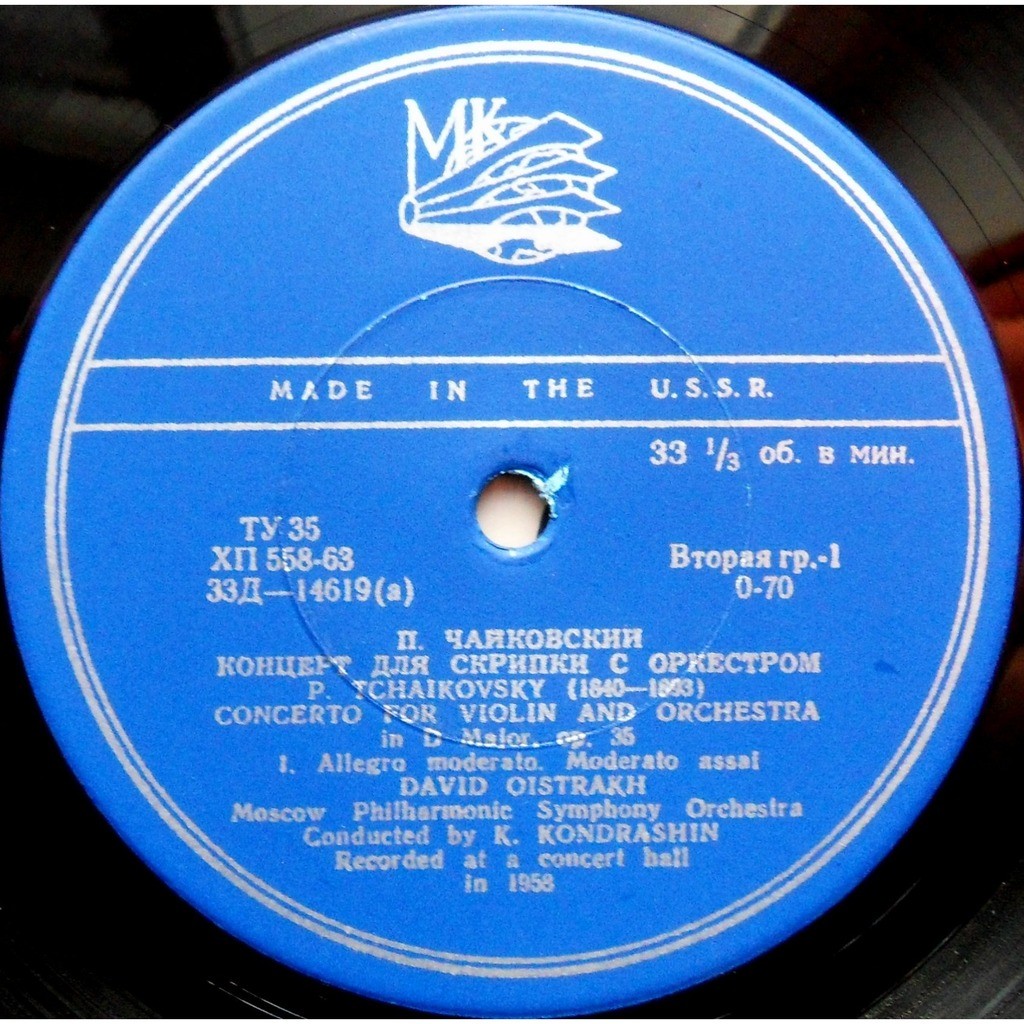 МК
MADE IN THE U.S.S.R.
33 1/3 об. в мин.
ТУ 35
ХП 558-63
33Д—14619(а)
Вторая гр.-1
0-70
П. ЧАЙКОВСКИЙ
КОНЦЕРТ ДЛЯ СКРИПКИ С ОРКЕСТРОМ
P. TCHAIKOVSKY (1840—1893)
CONCERTO FOR VIOLIN AND ORCHESTRA
in D Major, op. 35
1. Allegro moderato. Moderato assai
DAVID OISTRAKH
Moscow Philharmonic Symphony Orchestra
Conducted by K. KONDRASHIN
Recorded at a concert hall
in 1958